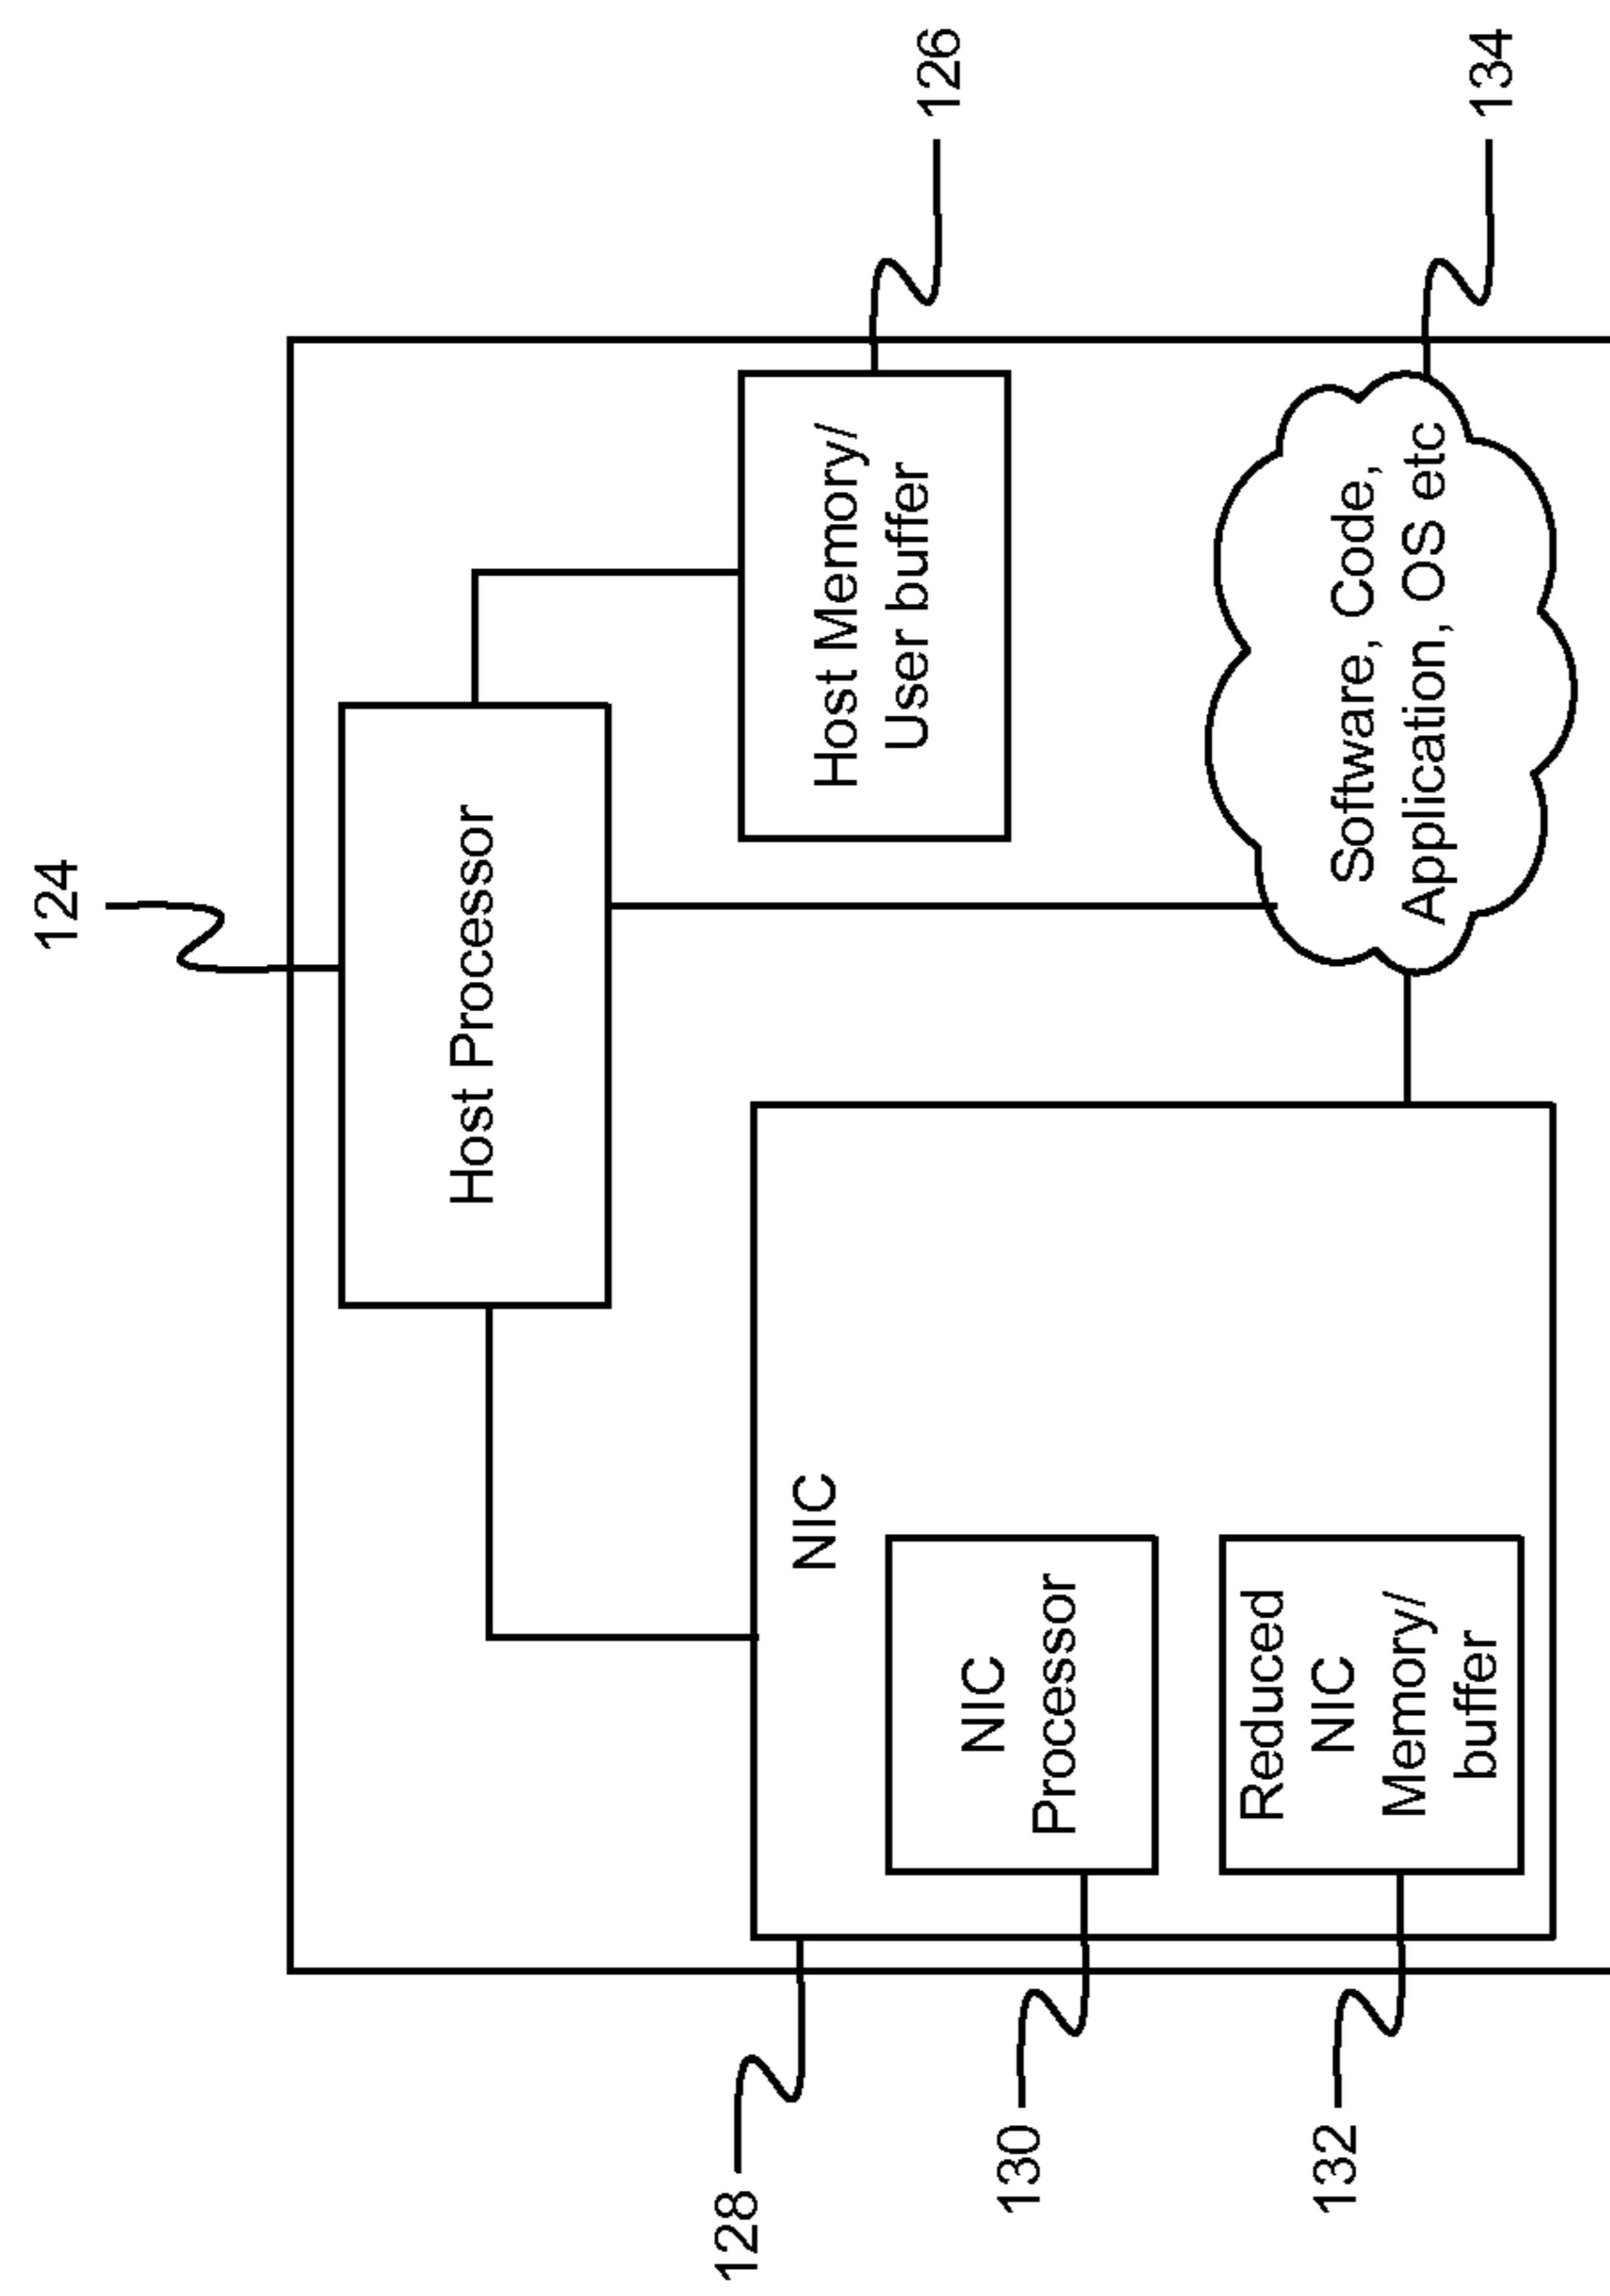 124
Host Processor
126
Host Memory/
User buffer
128
NIC
130
NIC
Processor
132
Reduced
NIC
Memory/
buffer
134
Software, Code,
Application, OS etc